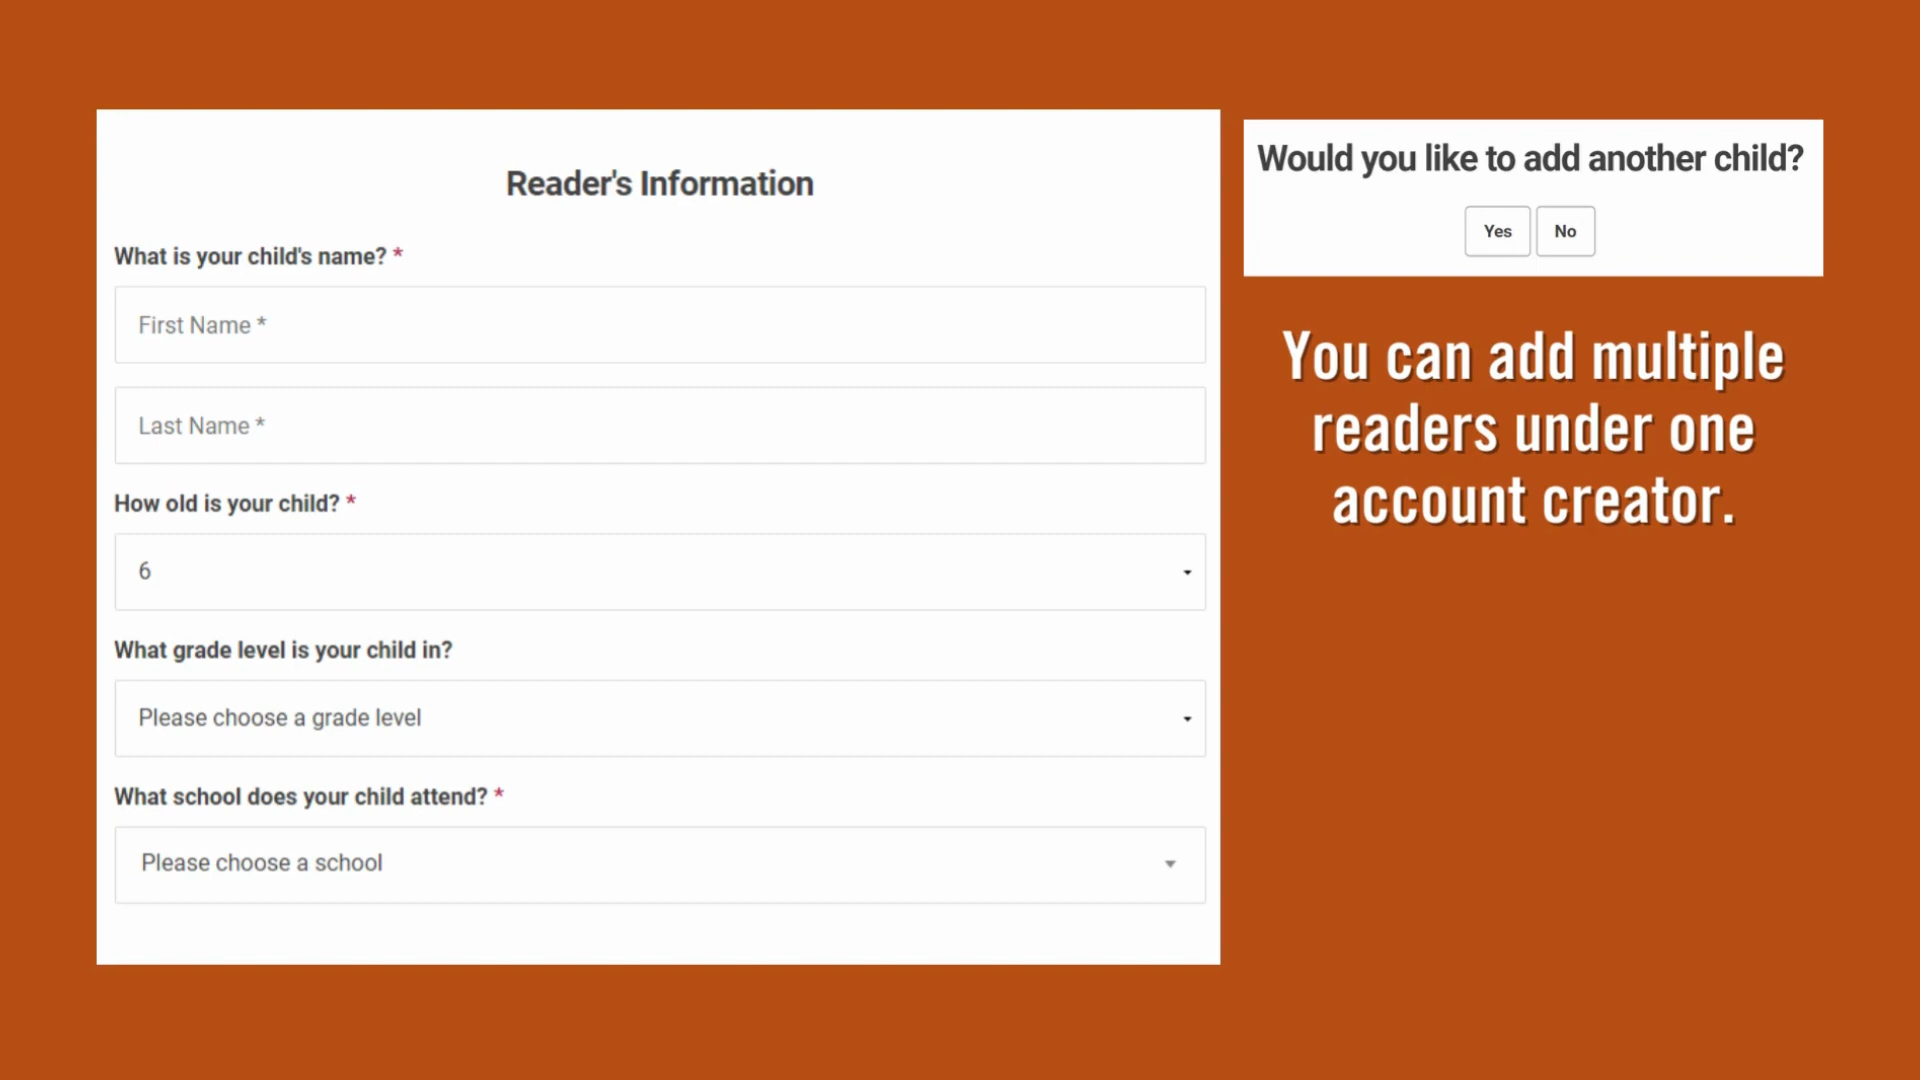 Reader's Information
What is your child's name? *
First Name *
Last Name *
How old is your child? *
6
What grade level is your child in?
Please choose a grade level
What school does your child attend? *
Please choose a school
Would you like to add another child?
Yes No
You can add multiple
readers under one
account creator.